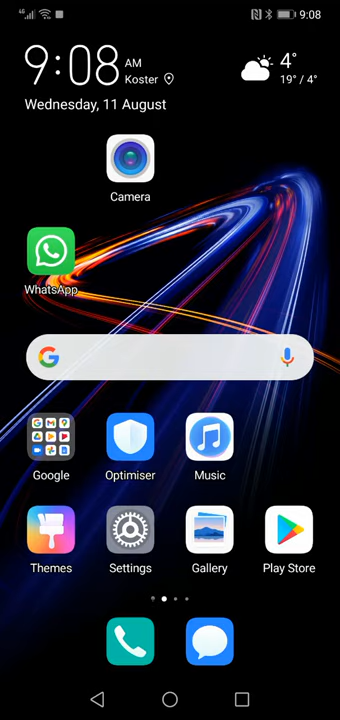 4G 9:08
9:08 AM
Koster
Wednesday, 11 August
4°
19° / 4°
Camera
WhatsApp
Google
Optimiser
Music
Themes
Settings
Gallery
Play Store